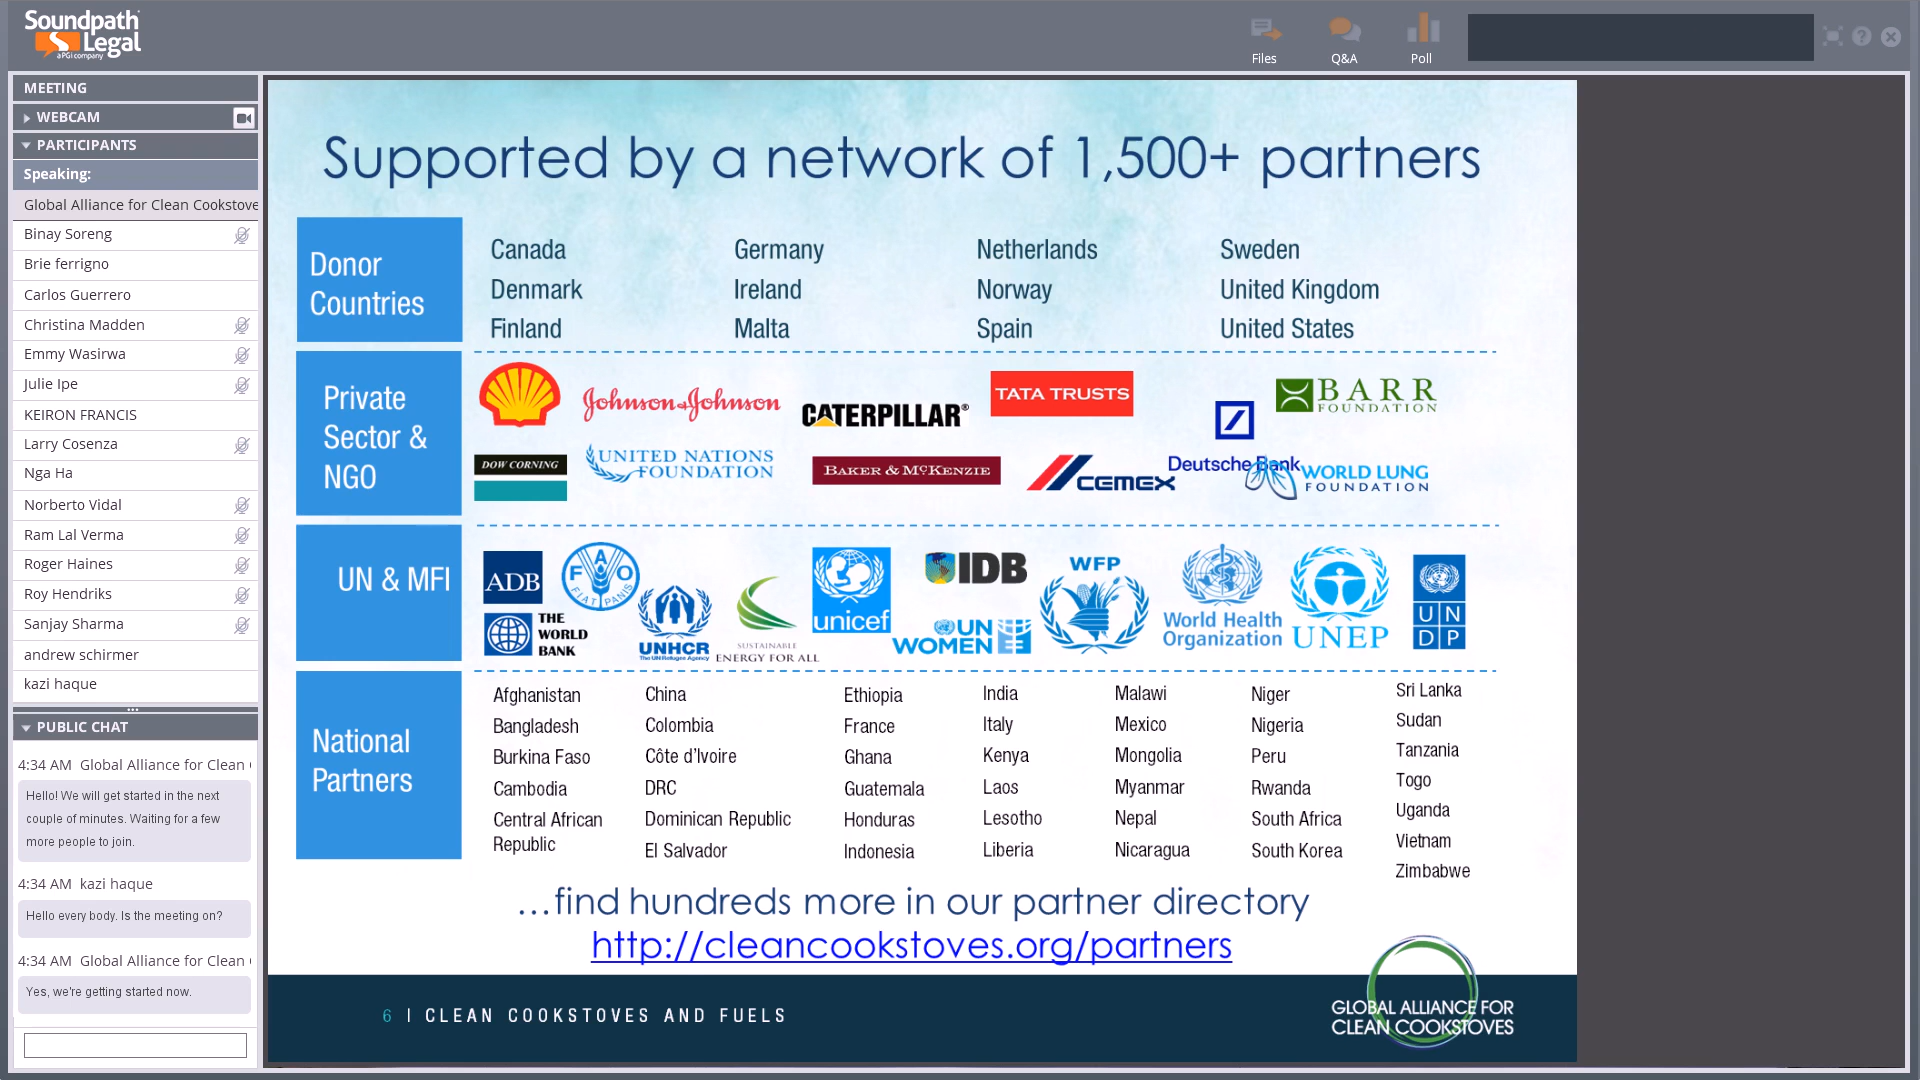 Soundpath
Legal
a PGi company
Files
Q&A
Poll
MEETING
WEBCAM
PARTICIPANTS
Speaking:
Global Alliance for Clean Cookstove
Binay Soreng
Brie ferrigno
Carlos Guerrero
Christina Madden
Emmy Wasirwa
Julie Ipe
KEIRON FRANCIS
Larry Cosenza
Nga Ha
Norberto Vidal
Ram Lal Verma
Roger Haines
Roy Hendriks
Sanjay Sharma
andrew schirmer
kazi haque
PUBLIC CHAT
4:34 AM Global Alliance for Clean
Hello! We will get started in the next
couple of minutes. Waiting for a few
more people to join.
4:34 AM kazi haque
Hello every body. Is the meeting on?
4:34 AM Global Alliance for Clean
Yes, we're getting started now.
Supported by a network of 1,500+ partners
Donor
Countries
Canada
Denmark
Finland
Germany
Ireland
Malta
Netherlands
Norway
Spain
Sweden
United Kingdom
United States
Private
Sector &
NGO
Johnson & Johnson
CATERPILLAR®
TATA TRUSTS
BARR
FOUNDATION
DOW CORNING
UNITED NATIONS
FOUNDATION
BAKER & MCKENZIE
CEMEX
Deutsche Bank
WORLD LUNG
FOUNDATION
UN & MFI
ADB
FAO
FIAT PANIS
THE
WORLD
BANK
UNHCR
The UN Refugee Agency
SUSTAINABLE
ENERGY FOR ALL
unicef
IDB
UN
WOMEN
WFP
World Health
Organization
UNEP
UN
DP
National
Partners
Afghanistan
Bangladesh
Burkina Faso
Cambodia
Central African
Republic
China
Colombia
Côte d'Ivoire
DRC
Dominican Republic
El Salvador
Ethiopia
France
Ghana
Guatemala
Honduras
Indonesia
India
Italy
Kenya
Laos
Lesotho
Liberia
Malawi
Mexico
Mongolia
Myanmar
Nepal
Nicaragua
Niger
Nigeria
Peru
Rwanda
South Africa
South Korea
Sri Lanka
Sudan
Tanzania
Togo
Uganda
Vietnam
Zimbabwe
...find hundreds more in our partner directory
http://cleancookstoves.org/partners
6 | CLEAN COOKSTOVES AND FUELS
GLOBAL ALLIANCE FOR
CLEAN COOKSTOVES